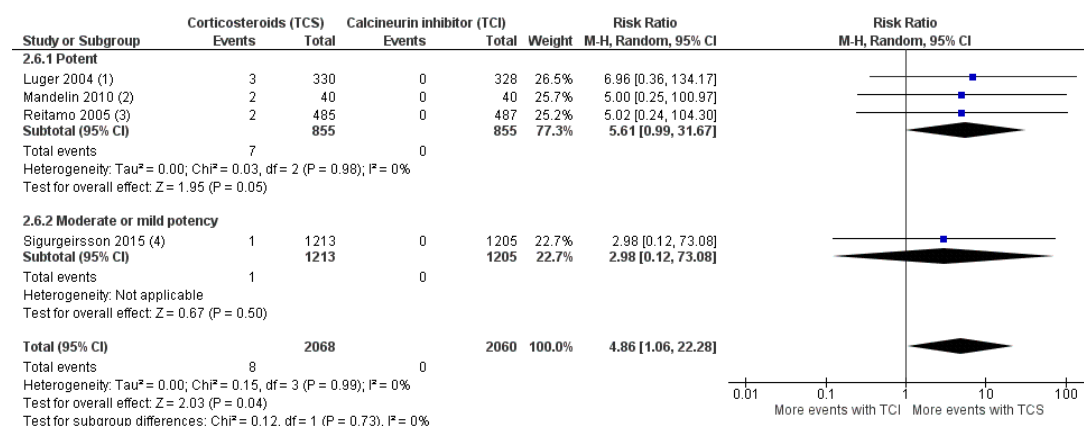 Corticosteroids (TCS) Calcineurin inhibitor (TCI) Risk Ratio Risk Ratio
Study or Subgroup Events Total Events Total Weight M-H, Random, 95% CI M-H, Random, 95% CI
2.6.1 Potent
Luger 2004 (1) 3 330 0 328 26.5% 6.96 [0.36, 134.17]
Mandelin 2010 (2) 2 40 0 40 25.7% 5.00 [0.25, 100.97]
Reitamo 2005 (3) 2 485 0 487 25.2% 5.02 [0.24, 104.30]
Subtotal (95% CI) 855 855 77.3% 5.61 [0.99, 31.67]
Total events 7 0
Heterogeneity: Tau² = 0.00; Chi² = 0.03, df = 2 (P = 0.98); I² = 0%
Test for overall effect: Z = 1.95 (P = 0.05)
2.6.2 Moderate or mild potency
Sigurgeirsson 2015 (4) 1 1213 0 1205 22.7% 2.98 [0.12, 73.08]
Subtotal (95% CI) 1213 1205 22.7% 2.98 [0.12, 73.08]
Total events 1 0
Heterogeneity: Not applicable
Test for overall effect: Z = 0.67 (P = 0.50)
Total (95% CI) 2068 2060 100.0% 4.86 [1.06, 22.28]
Total events 8 0
Heterogeneity: Tau² = 0.00; Chi² = 0.15, df = 3 (P = 0.99); I² = 0%
Test for overall effect: Z = 2.03 (P = 0.04)
Test for subgroup differences: Chi² = 0.12, df = 1 (P = 0.73), I² = 0%
0.01 0.1 1 10 100
More events with TCI More events with TCS